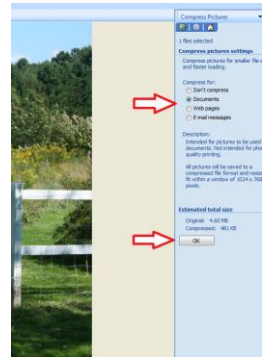 Compress Pictures
1 files selected
Compress pictures settings
Compress pictures for smaller file
and faster loading.
Compress for:
Don't compress
Documents
Web pages
E-mail messages
Description:
Intended for pictures to be used
documents. Not intended for
quality printing.
All pictures will be saved to a
compressed file format and
fit within a window of 1024 x 768
pixels.
Estimated total size
Original: 4.65 MB
Compressed: 481 KB
OK